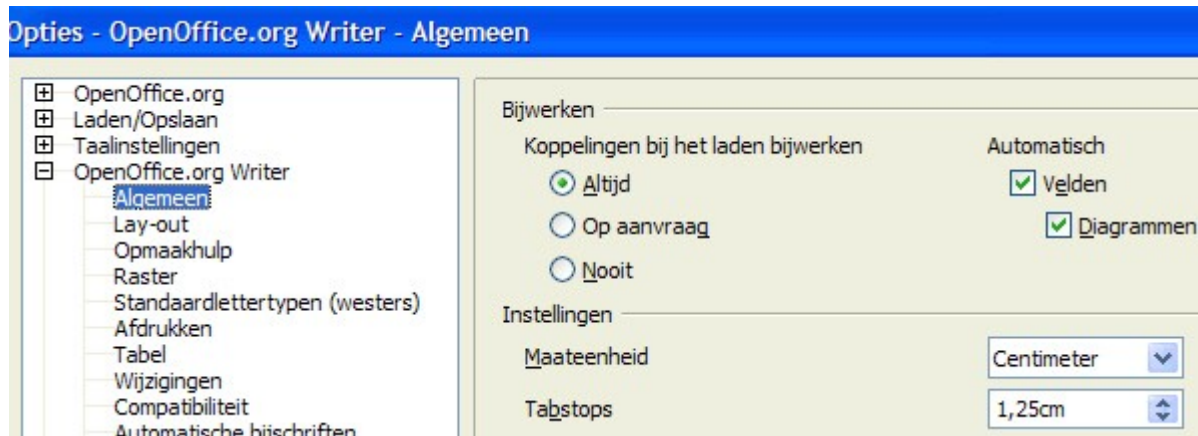 Opties - OpenOffice.org Writer - Algemeen
OpenOffice.org
Laden/Opslaan
Taalinstellingen
OpenOffice.org Writer
Algemeen
Lay-out
Opmaakhulp
Raster
Standaardlettertypen (westers)
Afdrukken
Tabel
Wijzigingen
Compatibiliteit
Automatische bijschriften
Bijwerken
Koppelingen bij het laden bijwerken
Altijd
Op aanvraag
Nooit
Automatisch
Velden
Diagrammen
Instellingen
Maateenheid Centimeter
Tabstops 1,25cm